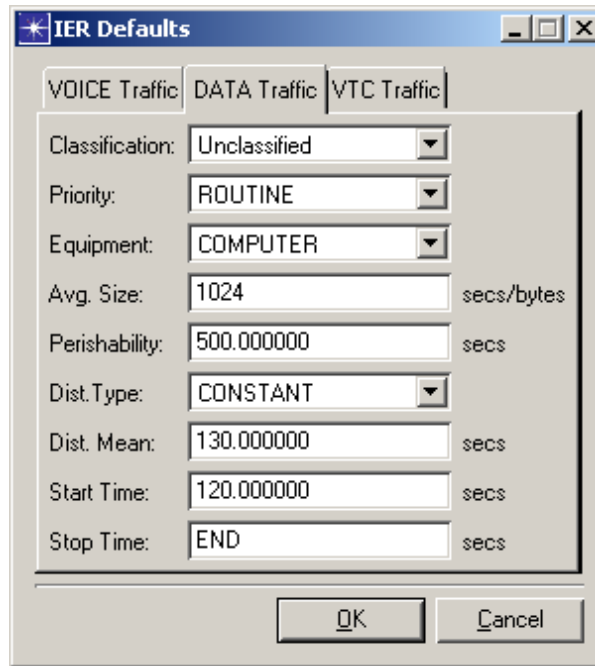 IER Defaults
VOICE Traffic DATA Traffic VTC Traffic
Classification: Unclassified
Priority: ROUTINE
Equipment: COMPUTER
Avg. Size: 1024 secs/bytes
Perishability: 500.000000 secs
Dist.Type: CONSTANT
Dist. Mean: 130.000000 secs
Start Time: 120.000000 secs
Stop Time: END secs
OK Cancel